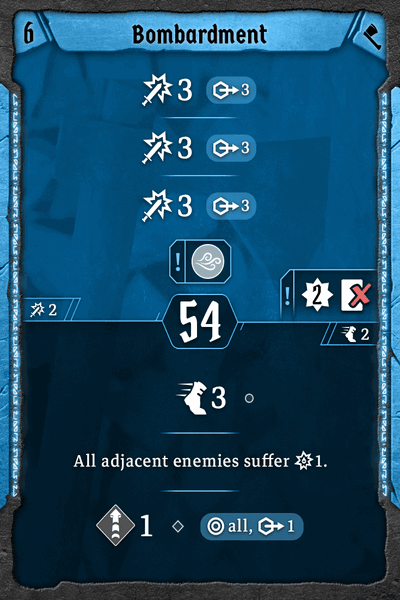 6 Bombardment
3 3
3 3
3 3
!
! 2
2 54 2
3
All adjacent enemies suffer 1.
1 all, 1